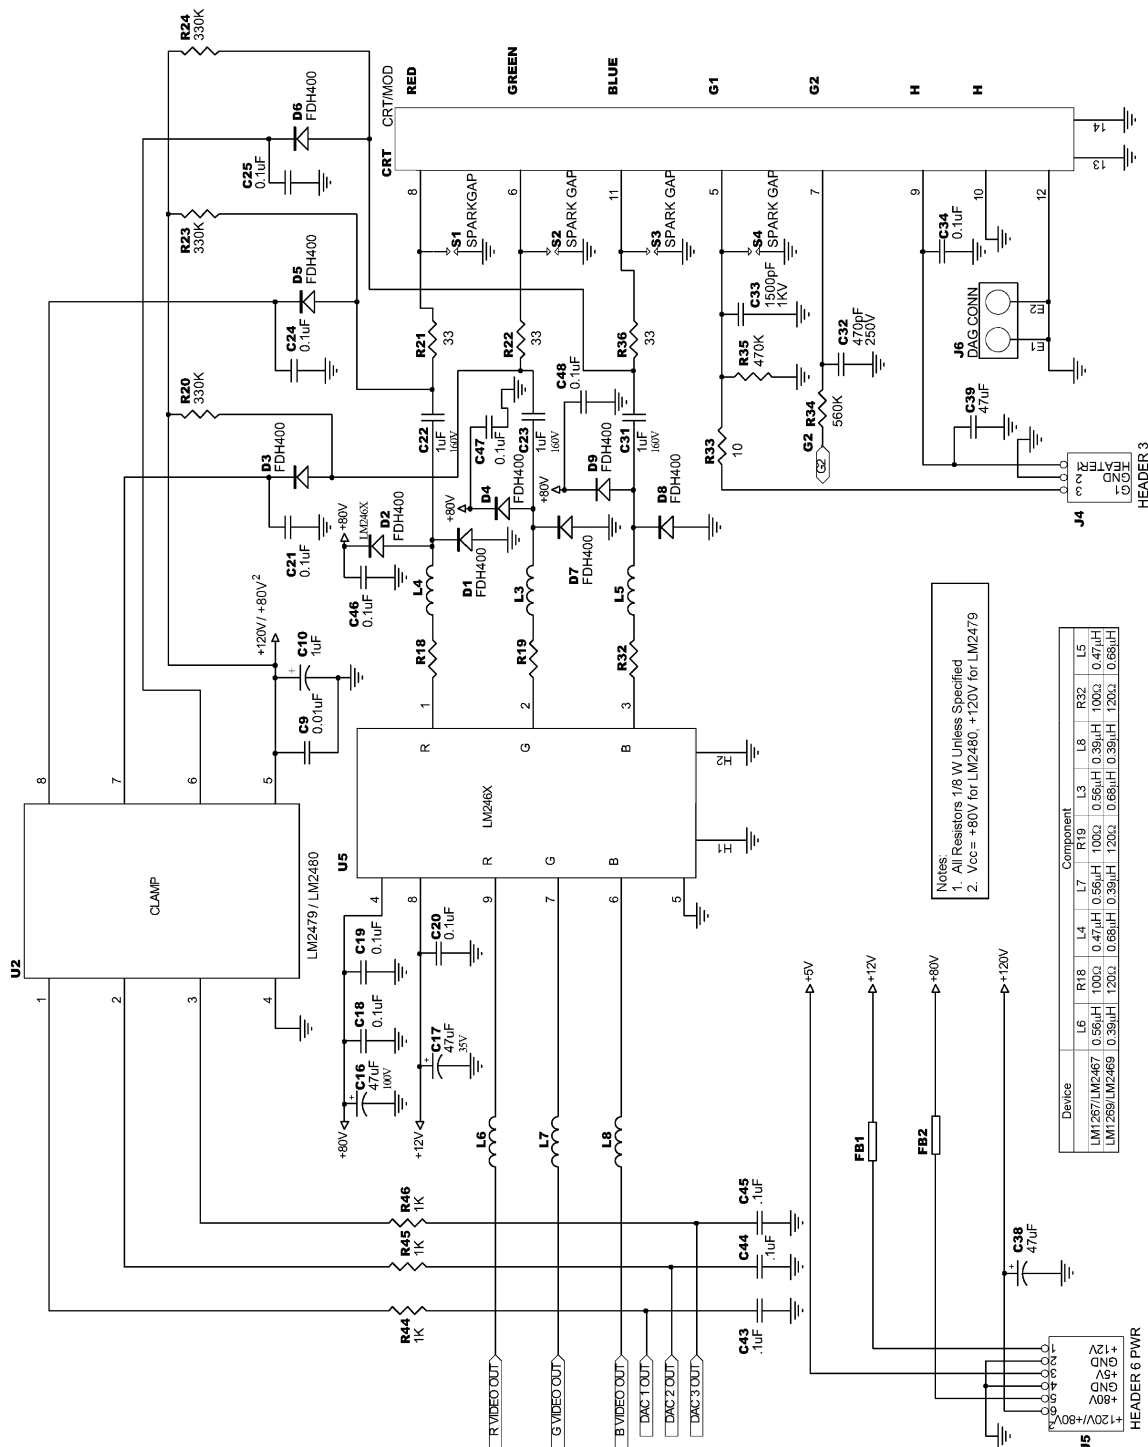 R24
330K
D6
FDH400
C25
0.1uF
R23
330K
D5
FDH400
C24
0.1uF
R20
330K
D3
FDH400
C21
0.1uF
+120V / +80V²
C10
+
1uF
C9
0.01uF
U2
CLAMP
LM2479 / LM2480
8
7
6
5
1
2
3
4
CRT
CRT/MOD
RED
GREEN
BLUE
G1
G2
H
H
8
6
11
5
7
9
10
12
13
14
S1
SPARKGAP
S2
SPARK GAP
S3
SPARK GAP
S4
SPARK GAP
R21
33
R22
33
R36
33
C48
0.1uF
C33
1500pF
1KV
R35
470K
C32
470pF
250V
C34
0.1uF
J6
DAG CONN
E2
E1
C39
47uF
R33
10
R34
560K
G2
G2
J4
HEATER1
1
GND
2
G1
3
HEADER 3
C22
1uF
160V
C47
0.1uF
C23
1uF
160V
C31
1uF
160V
+80V
LM246X
D2
FDH400
C46
0.1uF
+80V
D4
FDH400
+80V
D9
FDH400
D1
FDH400
D7
FDH400
D8
FDH400
L4
L3
L5
R18
R19
R32
1
2
3
U5
LM246X
R
G
B
R
G
B
H2
H1
4
8
9
7
6
5
C19
0.1uF
C20
0.1uF
C18
0.1uF
C17
+
47uF
35V
C16
+
47uF
100V
+80V
+12V
L6
L7
L8
R46
1K
R45
1K
R44
1K
C45
.1uF
C44
.1uF
C43
.1uF
R VIDEO OUT
G VIDEO OUT
B VIDEO OUT
DAC 1 OUT
DAC 2 OUT
DAC 3 OUT
+5V
+12V
+80V
+120V
FB1
FB2
C38
+
47uF
J5
1
+12V
2
GND
3
+5V
4
GND
5
+80V
6
+120V/+80V
HEADER 6 PWR
Notes:
1. All Resistors 1/8 W Unless Specified
2. Vcc= +80V for LM2480, +120V for LM2479
Device Component
L6 R18 L4 L7 R19 L3 L8 R32 L5
LM1267/LM2467 0.56µH 100Ω 0.47µH 0.56µH 100Ω 0.56µH 0.39µH 100Ω 0.47µH
LM1269/LM2469 0.39µH 120Ω 0.68µH 0.39µH 120Ω 0.68µH 0.39µH 120Ω 0.68µH